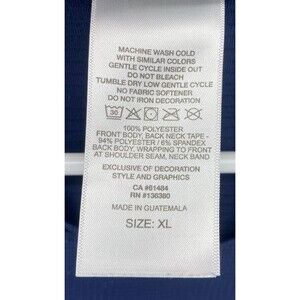 MACHINE WASH COLD
WITH SIMILAR COLORS
GENTLE CYCLE INSIDE OUT
DO NOT BLEACH
TUMBLE DRY LOW GENTLE CYCLE
NO FABRIC SOFTENER
DO NOT IRON DECORATION
30
100% POLYESTER
FRONT BODY, BACK NECK TAPE -
94% POLYESTER / 6% SPANDEX
BACK BODY, WRAPPING TO FRONT
AT SHOULDER SEAM, NECK BAND
EXCLUSIVE OF DECORATION
STYLE AND GRAPHICS
CA #61484
RN #136380
MADE IN GUATEMALA
SIZE: XL